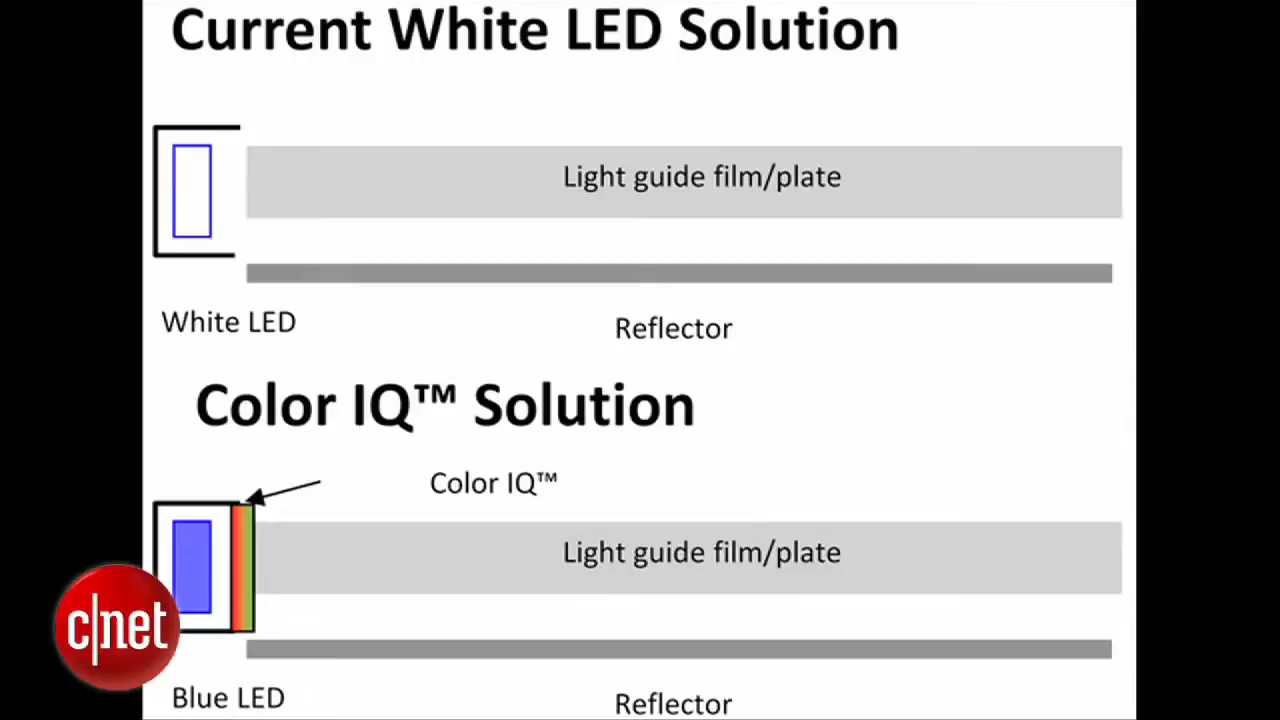 Current White LED Solution
Light guide film/plate
White LED
Reflector
Color IQ™ Solution
Color IQ™
Light guide film/plate
c|net
Blue LED
Reflector